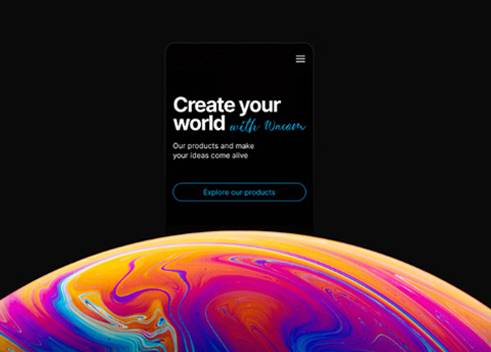 Create your
world with Wacom
Our products and make
your ideas come alive
Explore our products